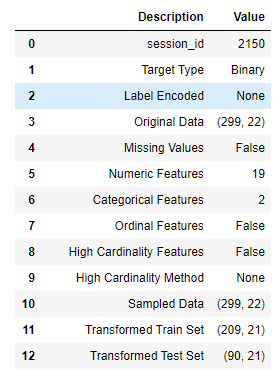 Description Value
0 session_id 2150
1 Target Type Binary
2 Label Encoded None
3 Original Data (299, 22)
4 Missing Values False
5 Numeric Features 19
6 Categorical Features 2
7 Ordinal Features False
8 High Cardinality Features False
9 High Cardinality Method None
10 Sampled Data (299, 22)
11 Transformed Train Set (209, 21)
12 Transformed Test Set (90, 21)